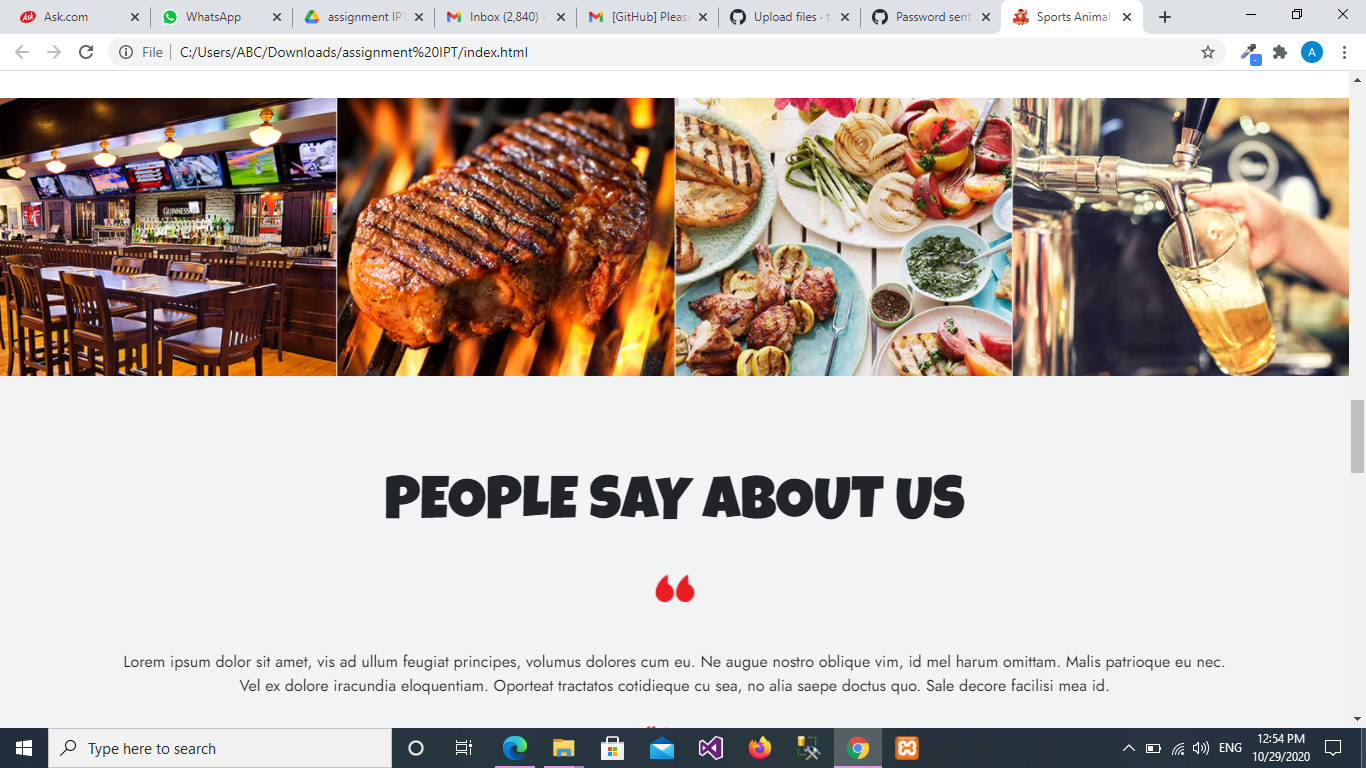 Ask Ask.com
WhatsApp
assignment IPT
Inbox (2,840) -
[GitHub] Pleas
Upload files · t
Password sent
Sports Animal
File
C:/Users/ABC/Downloads/assignment%20IPT/index.html
A
GUINNESS
PEOPLE SAY ABOUT US
Lorem ipsum dolor sit amet, vis ad ullum feugiat principes, volumus dolores cum eu. Ne augue nostro oblique vim, id mel harum omittam. Malis patrioque eu nec.
Vel ex dolore iracundia eloquentiam. Oporteat tractatos cotidieque cu sea, no alia saepe doctus quo. Sale decore facilisi mea id.
Type here to search
ENG
12:54 PM
10/29/2020